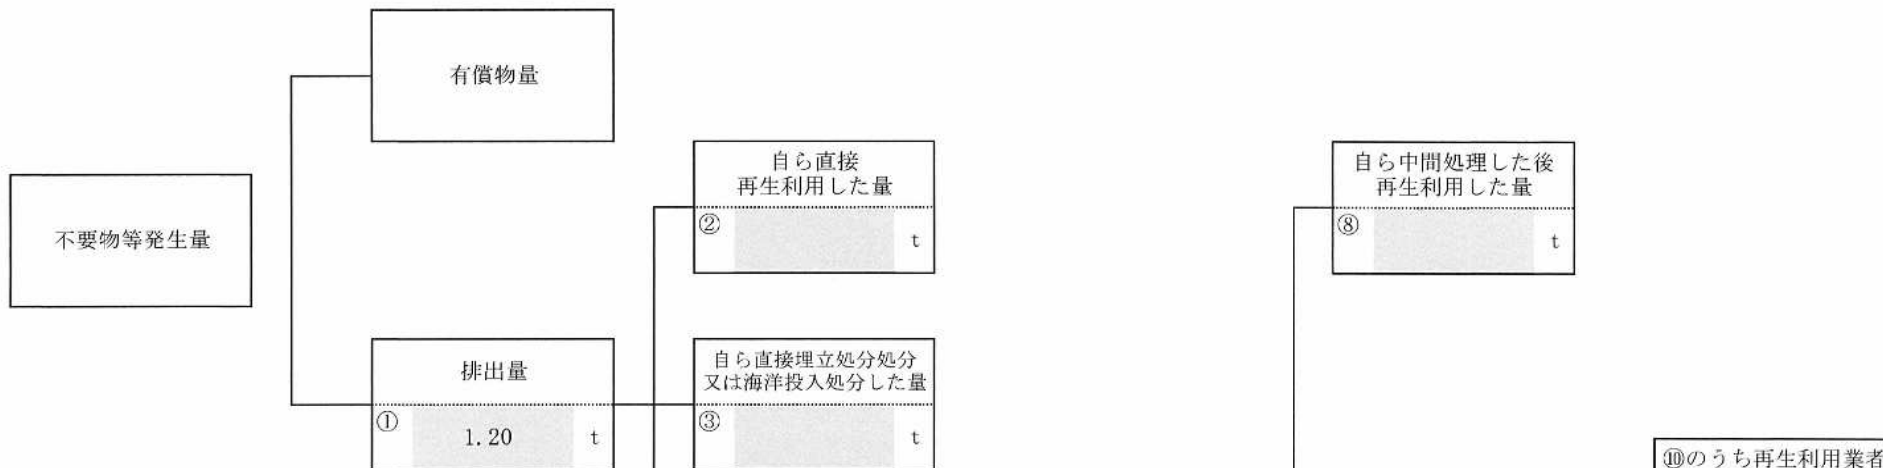 有償物量
不要物等発生量
自ら直接
再生利用した量
② t
自ら中間処理した後
再生利用した量
⑧ t
排出量
① 1.20 t
自ら直接埋立処分処分
又は海洋投入処分した量
③ t
⑩のうち再生利用業者